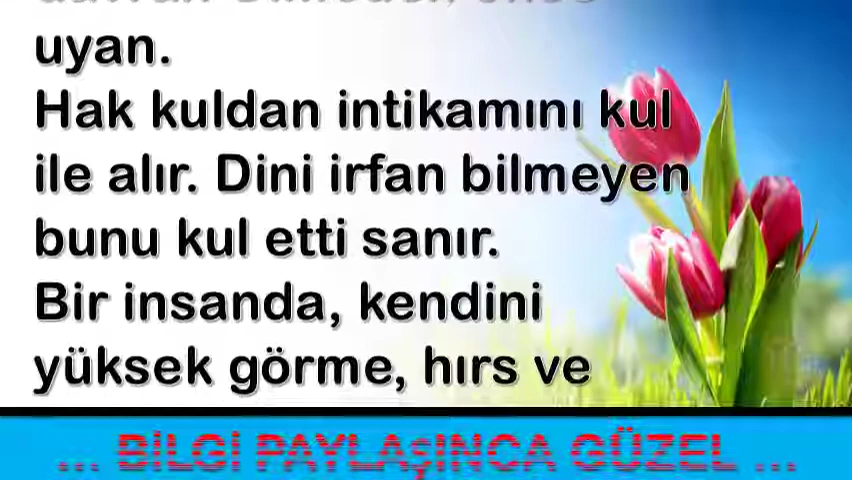 uyan.
Hak kuldan intikamını kul
ile alır. Dini irfan bilmeyen
bunu kul etti sanır.
Bir insanda, kendini
yüksek görme, hırs ve
... BİLGİ PAYLAŞINCA GÜZEL ...